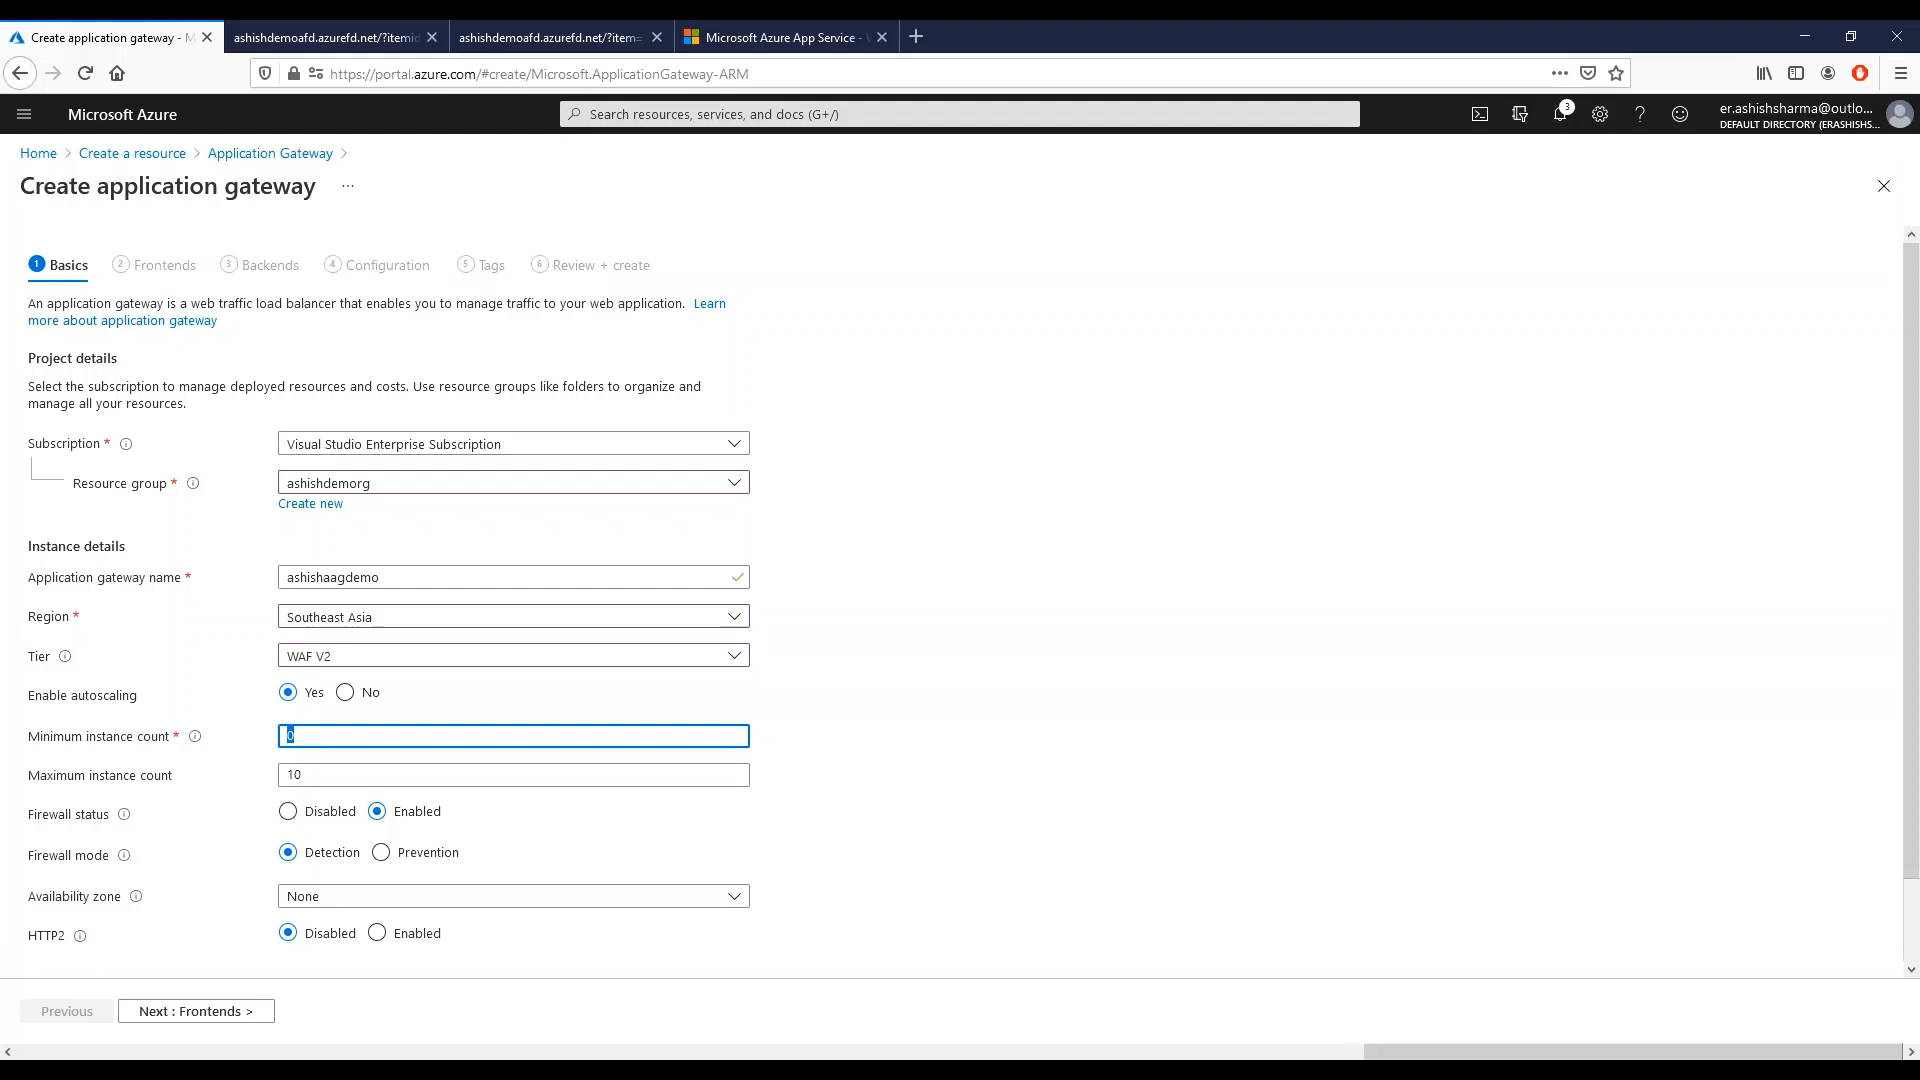 Create application gateway - M
ashishdemoafd.azurefd.net/?itemid
ashishdemoafd.azurefd.net/?item=
Microsoft Azure App Service -
https://portal.azure.com/#create/Microsoft.ApplicationGateway-ARM
Microsoft Azure
Search resources, services, and docs (G+/)
3
er.ashishsharma@outlo...
DEFAULT DIRECTORY (ERASHISHS...
Home > Create a resource > Application Gateway >
Create application gateway ...
1 Basics
2 Frontends
3 Backends
4 Configuration
5 Tags
6 Review + create
An application gateway is a web traffic load balancer that enables you to manage traffic to your web application. Learn
more about application gateway
Project details
Select the subscription to manage deployed resources and costs. Use resource groups like folders to organize and
manage all your resources.
Subscription * Visual Studio Enterprise Subscription
Resource group * ashishdemorg
Create new
Instance details
Application gateway name * ashishaagdemo
Region * Southeast Asia
Tier WAF V2
Enable autoscaling Yes No
Minimum instance count * 0
Maximum instance count 10
Firewall status Disabled Enabled
Firewall mode Detection Prevention
Availability zone None
HTTP2 Disabled Enabled
Previous
Next : Frontends >